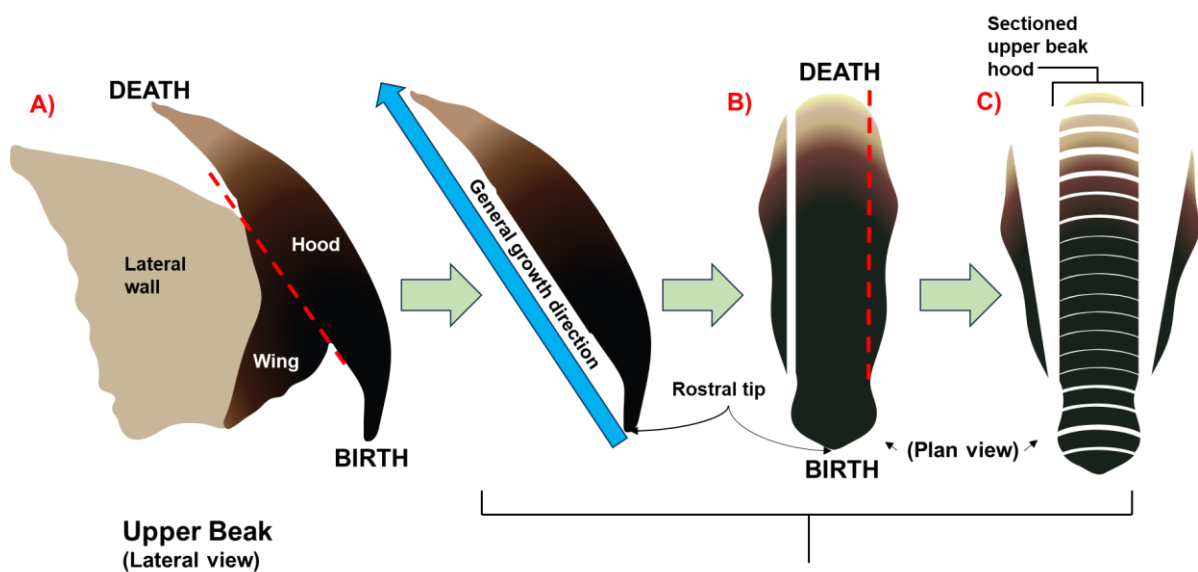 A)
DEATH
Lateral
wall
Hood
Wing
BIRTH
Upper Beak
(Lateral view)
General growth direction
Rostral tip
B)
DEATH
BIRTH
(Plan view)
C)
Sectioned
upper beak
hood